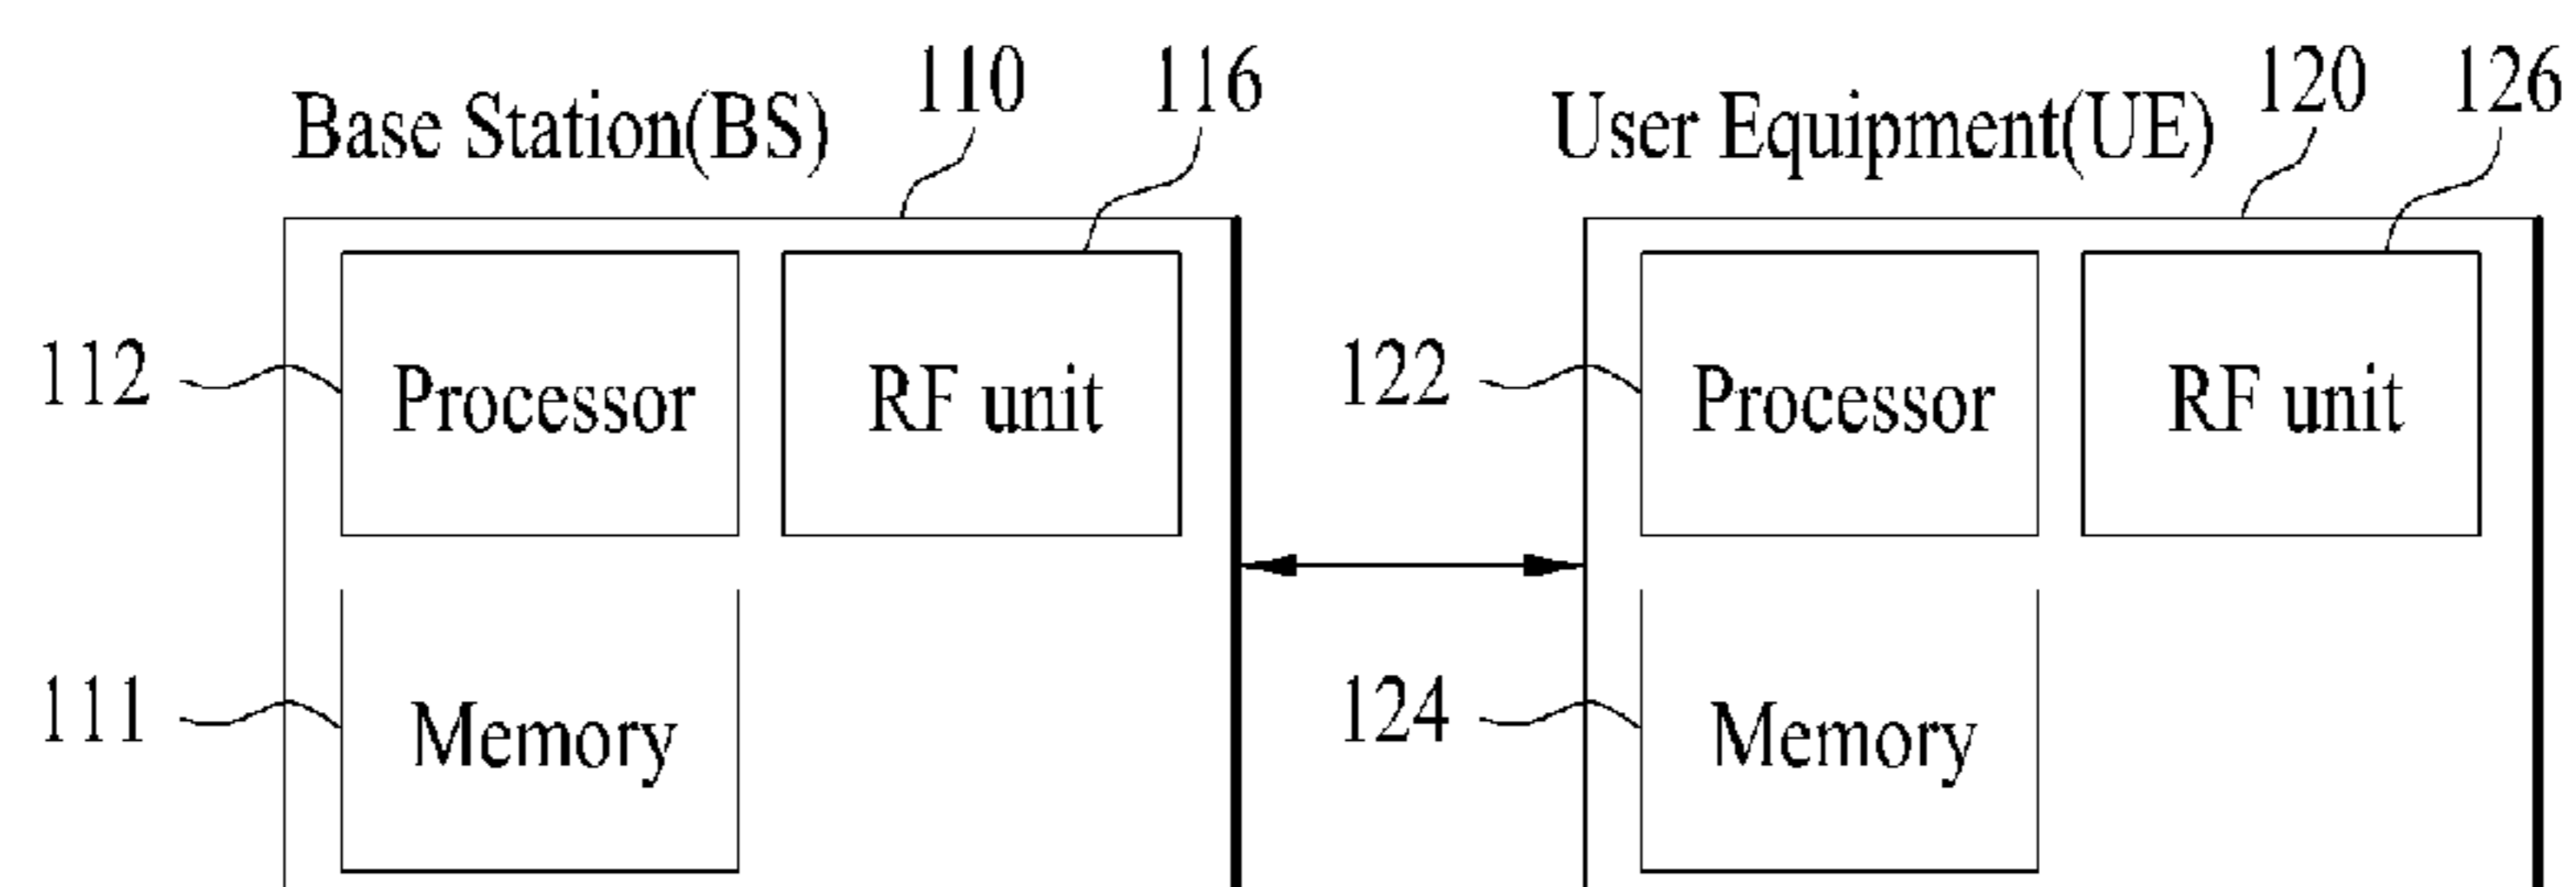 Base Station(BS) 110 116 User Equipment(UE) 120 126
112 Processor RF unit 122 Processor RF unit
111 Memory 124 Memory